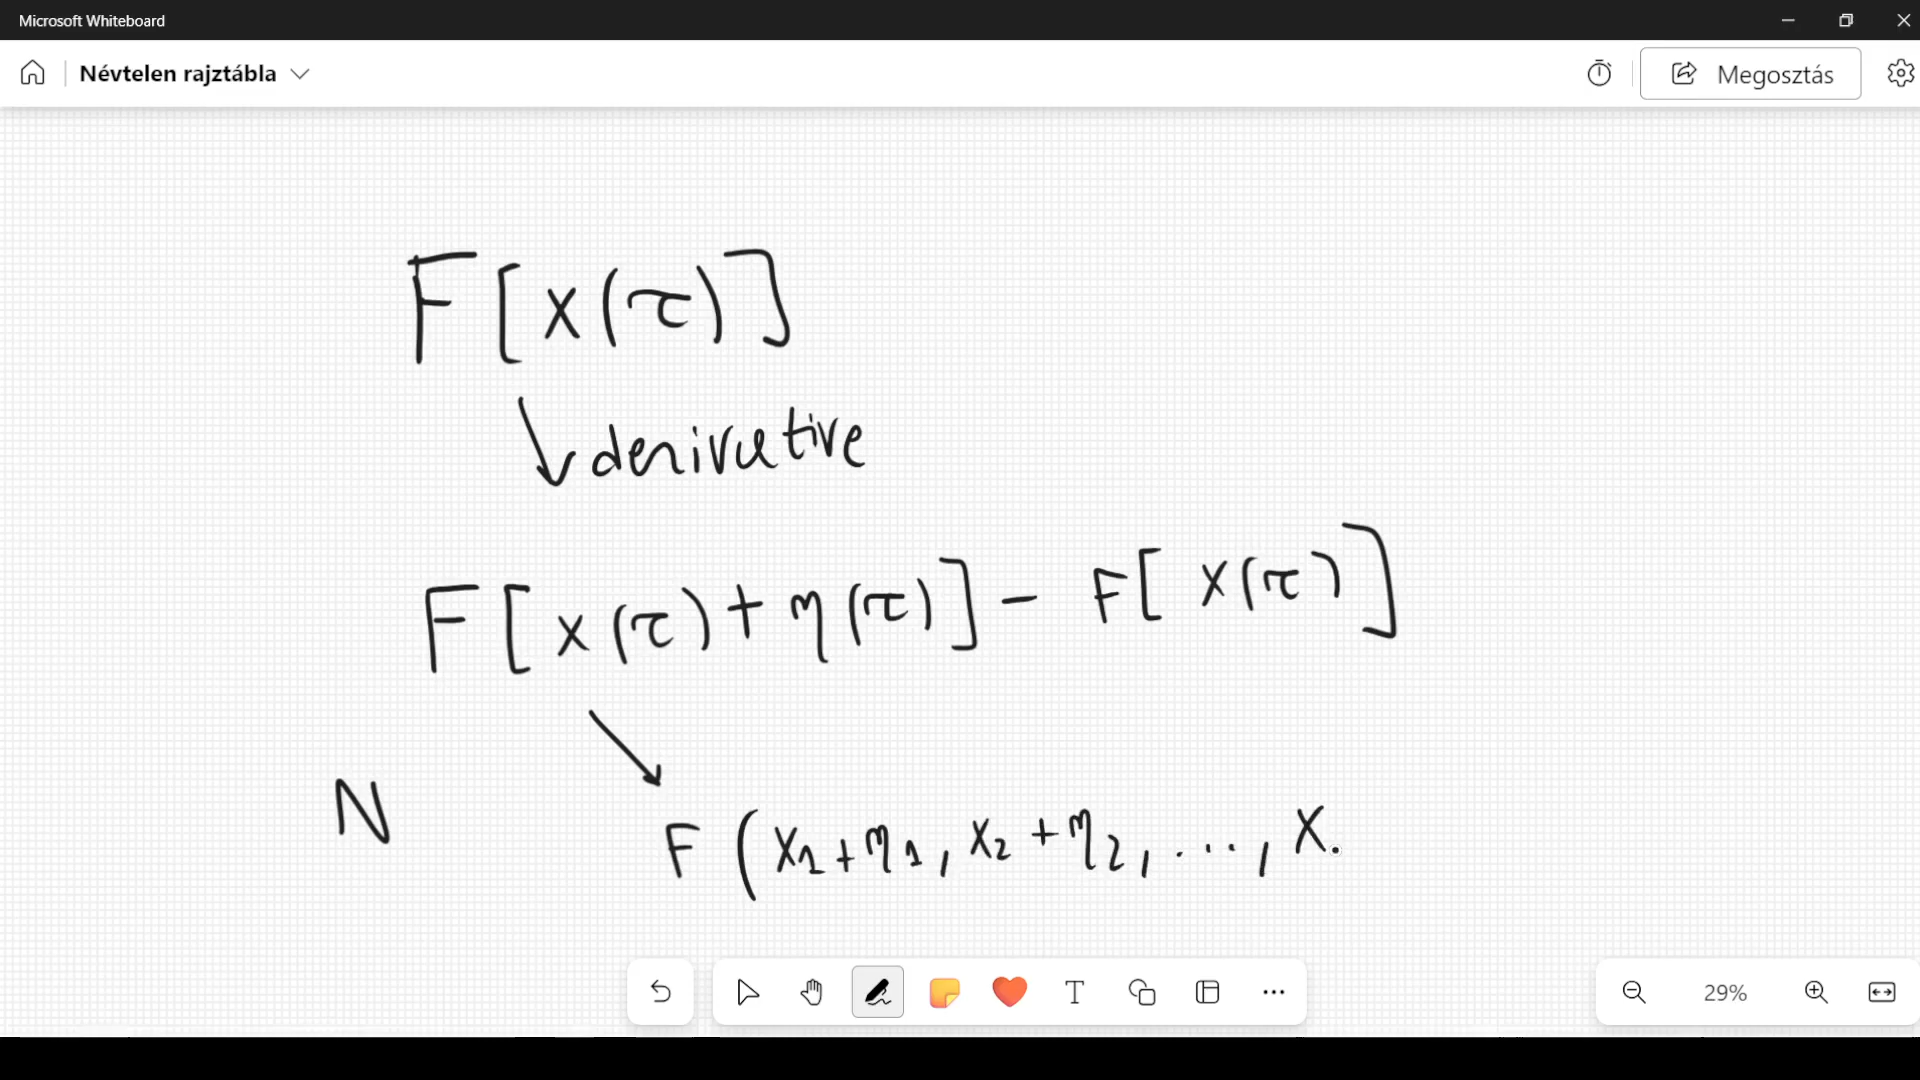 Microsoft Whiteboard
Névtelen rajztábla
Megosztás
F[x(τ)]
derivative
F[x(τ)+η(τ)] - F[x(τ)]
N
F(x₁+η₁, x₂+η₂, ..., x.
29%